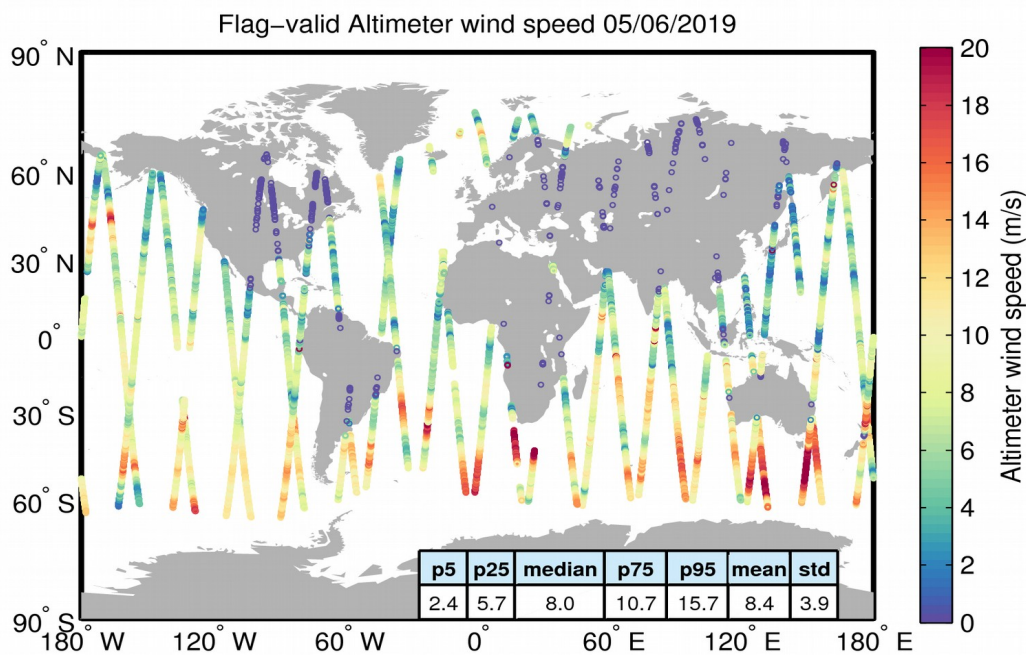 Flag−valid Altimeter wind speed 05/06/2019
90° N
60° N
30° N
0°
30° S
60° S
90° S
180° W
120° W
60° W
0°
60° E
120° E
180° E
p5 p25 median p75 p95 mean std
2.4 5.7 8.0 10.7 15.7 8.4 3.9
20
18
16
14
12
10
8
6
4
2
0
Altimeter wind speed (m/s)